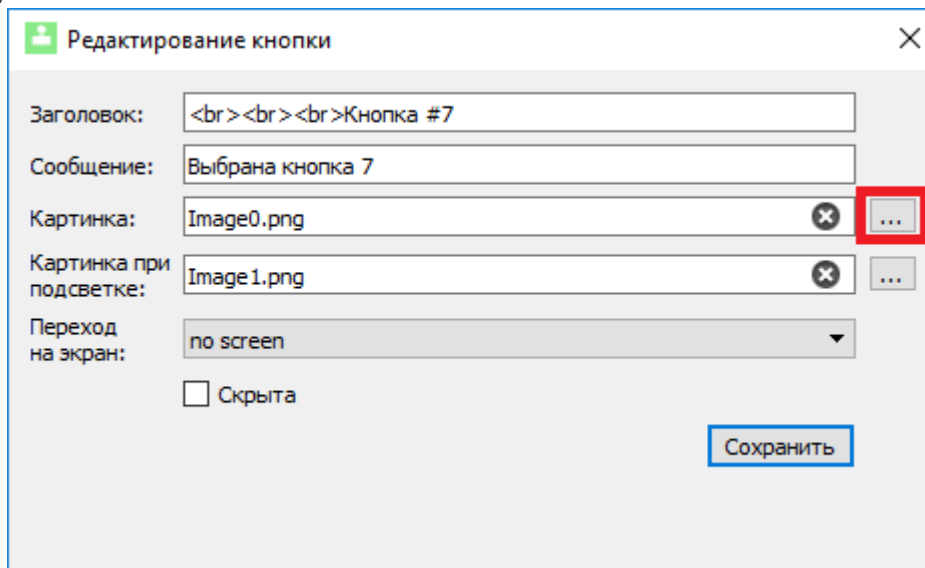 Редактирование кнопки
Заголовок: <br><br><br>Кнопка #7
Сообщение: Выбрана кнопка 7
Картинка: Image0.png ...
Картинка при
подсветке: Image1.png ...
Переход
на экран: no screen
Скрыта
Сохранить